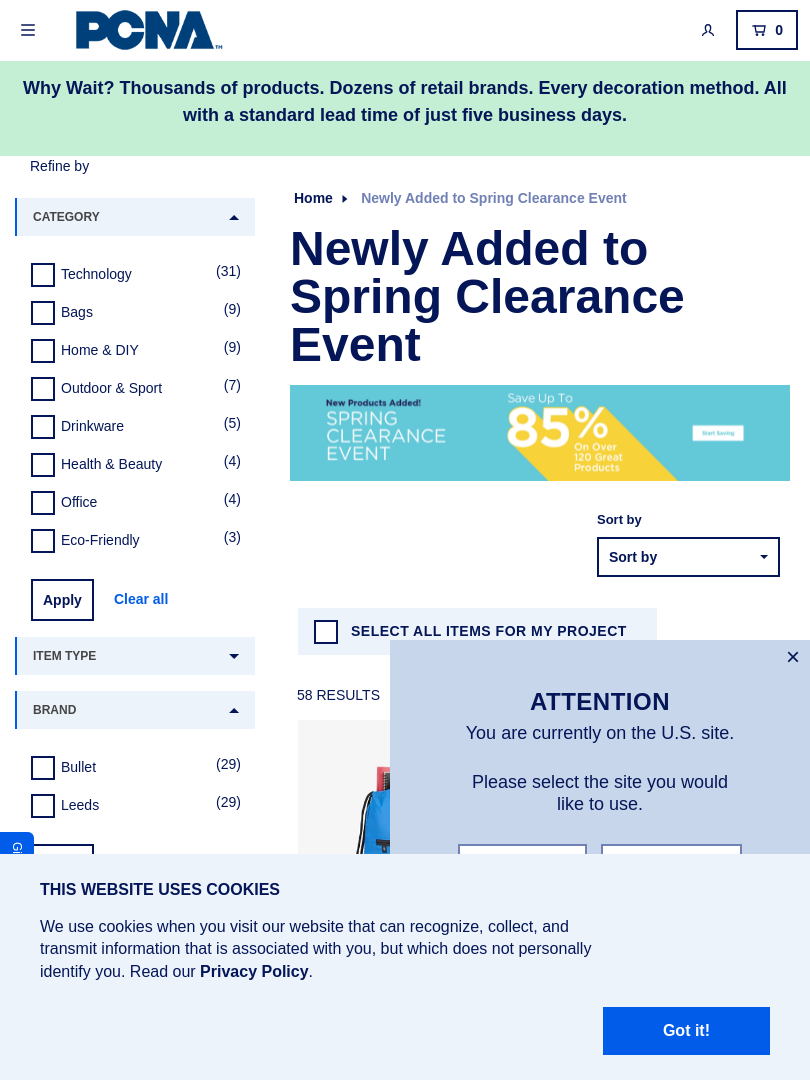 PCNA™
0
Why Wait? Thousands of products. Dozens of retail brands. Every decoration method. All
with a standard lead time of just five business days.
Refine by
CATEGORY
Technology (31)
Bags (9)
Home & DIY (9)
Outdoor & Sport (7)
Drinkware (5)
Health & Beauty (4)
Office (4)
Eco-Friendly (3)
Apply Clear all
ITEM TYPE
BRAND
Bullet (29)
Leeds (29)
Home Newly Added to Spring Clearance Event
Newly Added to
Spring Clearance
Event
New Products Added!
SPRING
CLEARANCE
EVENT
Save Up To
85%
On Over
120 Great
Products
Start Saving
Sort by
Sort by
SELECT ALL ITEMS FOR MY PROJECT
58 RESULTS
ATTENTION
You are currently on the U.S. site.
Please select the site you would
like to use.
THIS WEBSITE USES COOKIES
We use cookies when you visit our website that can recognize, collect, and
transmit information that is associated with you, but which does not personally
identify you. Read our Privacy Policy.
Got it!